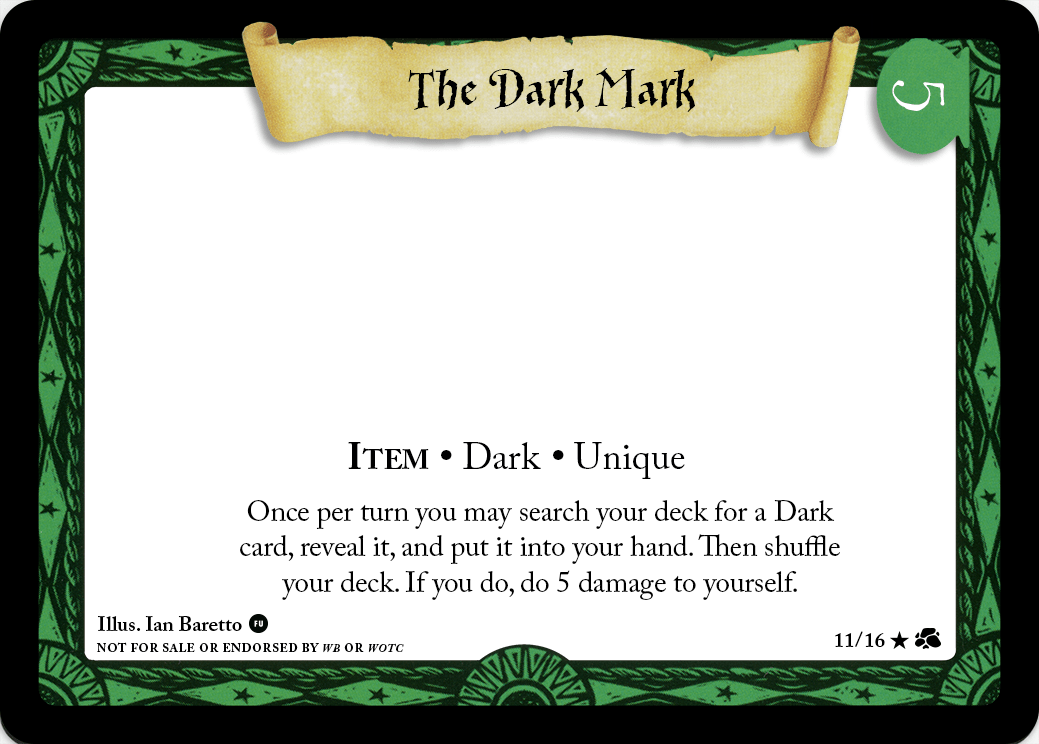 The Dark Mark
5
ITEM • Dark • Unique
Once per turn you may search your deck for a Dark
card, reveal it, and put it into your hand. Then shuffle
your deck. If you do, do 5 damage to yourself.
Illus. Ian Baretto FU
NOT FOR SALE OR ENDORSED BY WB OR WOTC
11/16 ★